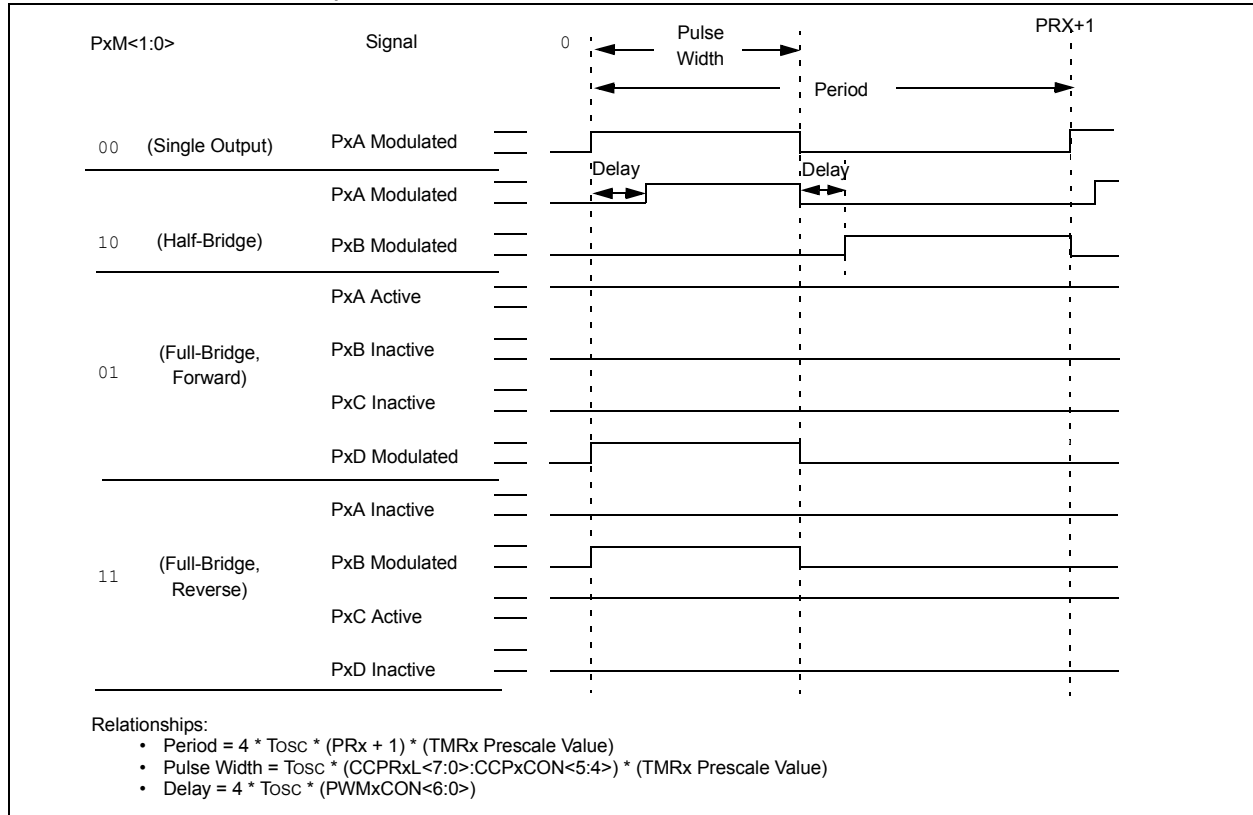 PxM<1:0>
Signal
0
Pulse
Width
PRX+1
Period
00
(Single Output)
PxA Modulated
Delay
Delay
PxA Modulated
10
(Half-Bridge)
PxB Modulated
PxA Active
01
(Full-Bridge,
Forward)
PxB Inactive
PxC Inactive
PxD Modulated
PxA Inactive
11
(Full-Bridge,
Reverse)
PxB Modulated
PxC Active
PxD Inactive
Relationships:
• Period = 4 * TOSC * (PRx + 1) * (TMRx Prescale Value)
• Pulse Width = TOSC * (CCPRxL<7:0>:CCPxCON<5:4>) * (TMRx Prescale Value)
• Delay = 4 * TOSC * (PWMxCON<6:0>)